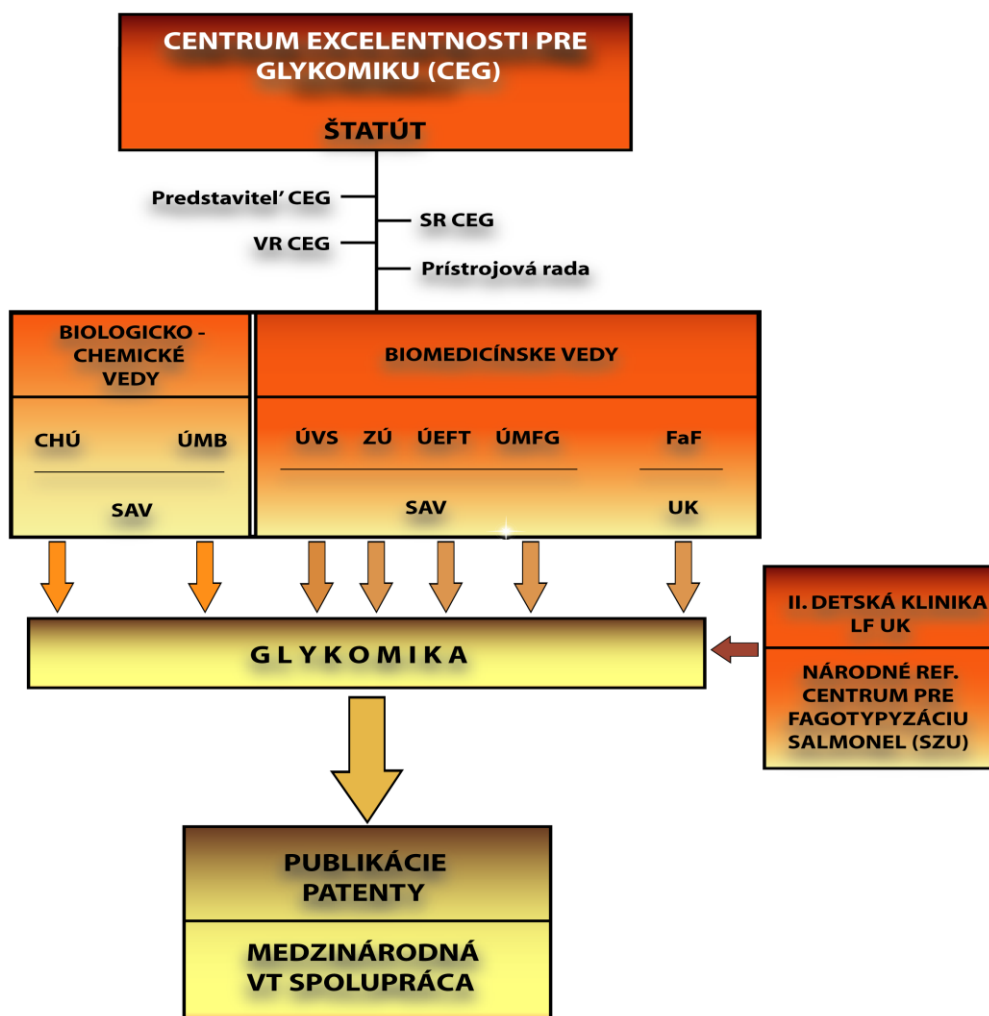 CENTRUM EXCELENTNOSTI PRE
GLYKOMIKU (CEG)
ŠTATÚT
Predstaviteľ CEG
SR CEG
VR CEG
Prístrojová rada
BIOLOGICKO -
CHEMICKÉ
VEDY
BIOMEDICÍNSKE VEDY
CHÚ ÚMB
SAV
ÚVS ZÚ ÚEFT ÚMFG FaF
SAV UK
GLYKOMIKA
II. DETSKÁ KLINIKA
LF UK
NÁRODNÉ REF.
CENTRUM PRE
FAGOTYPYZÁCIU
SALMONEL (SZU)
PUBLIKÁCIE
PATENTY
MEDZINÁRODNÁ
VT SPOLUPRÁCA